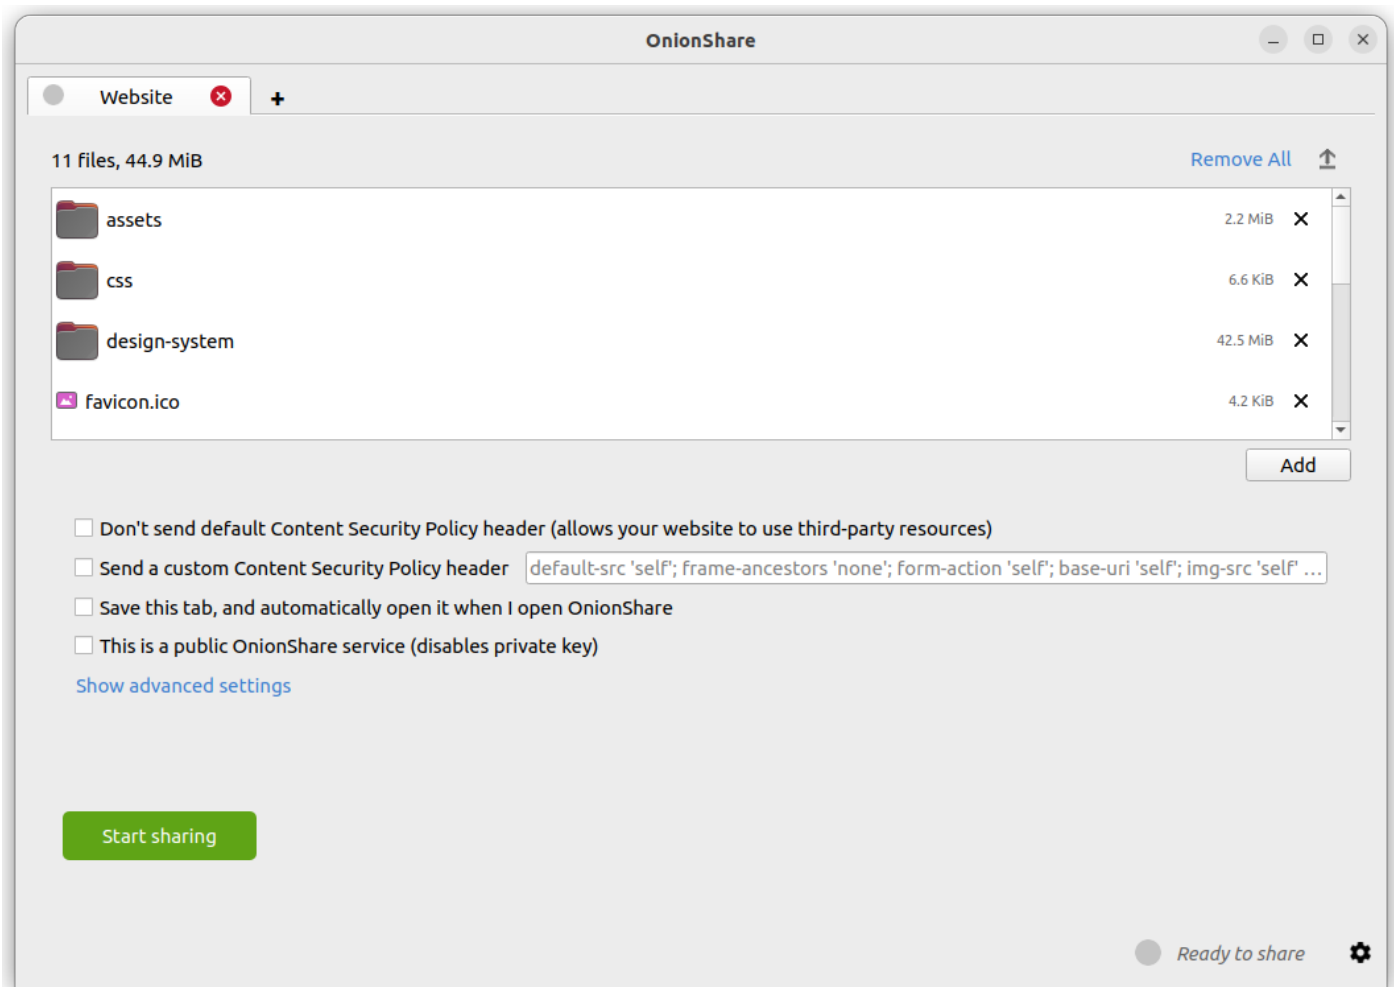 OnionShare
Website
11 files, 44.9 MiB
Remove All
assets 2.2 MiB
css 6.6 KiB
design-system 42.5 MiB
favicon.ico 4.2 KiB
Add
Don't send default Content Security Policy header (allows your website to use third-party resources)
Send a custom Content Security Policy header default-src 'self'; frame-ancestors 'none'; form-action 'self'; base-uri 'self'; img-src 'self' ...
Save this tab, and automatically open it when I open OnionShare
This is a public OnionShare service (disables private key)
Show advanced settings
Start sharing
Ready to share